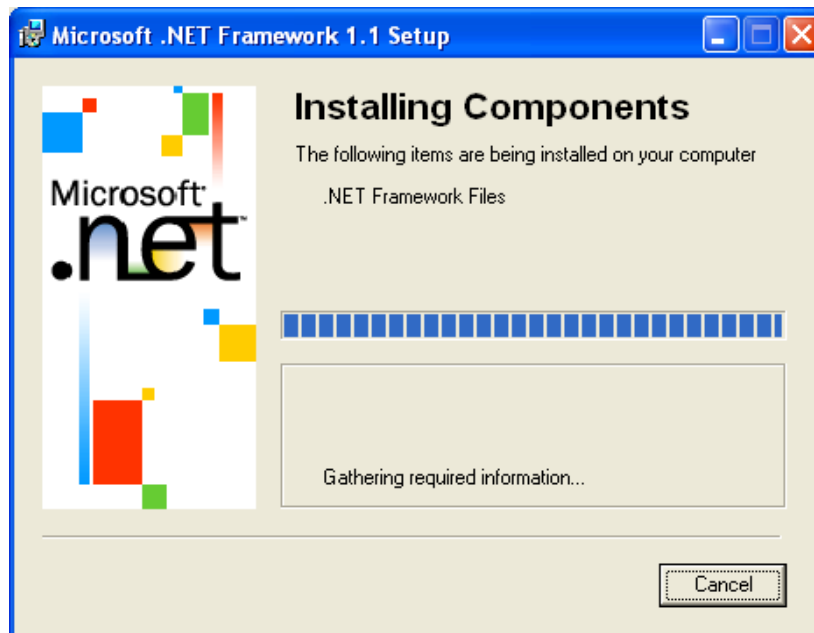 Microsoft .NET Framework 1.1 Setup
Installing Components
The following items are being installed on your computer
.NET Framework Files
Microsoft
.net
Gathering required information...
Cancel